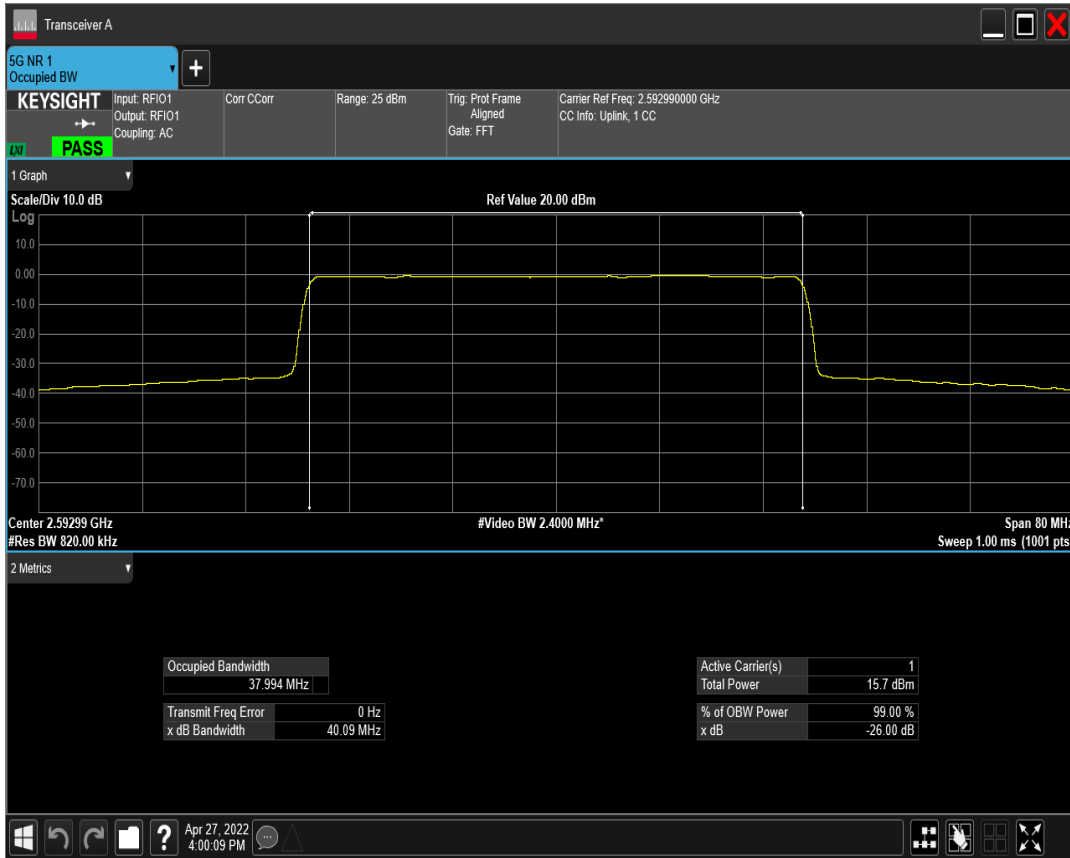 Transceiver A
5G NR 1
Occupied BW
+
KEYSIGHT
LXI
PASS
Input: RFIO1
Output: RFIO1
Coupling: AC
Corr CCorr
Range: 25 dBm
Trig: Prot Frame
Aligned
Gate: FFT
Carrier Ref Freq: 2.592990000 GHz
CC Info: Uplink, 1 CC
1 Graph
Scale/Div 10.0 dB
Ref Value 20.00 dBm
Log
10.0
0.00
-10.0
-20.0
-30.0
-40.0
-50.0
-60.0
-70.0
Center 2.59299 GHz
#Video BW 2.4000 MHz*
Span 80 MHz
#Res BW 820.00 kHz
Sweep 1.00 ms (1001 pts
2 Metrics
Occupied Bandwidth
37.994 MHz
Transmit Freq Error 0 Hz
x dB Bandwidth 40.09 MHz
Active Carrier(s) 1
Total Power 15.7 dBm
% of OBW Power 99.00 %
x dB -26.00 dB
?
Apr 27, 2022
4:00:09 PM